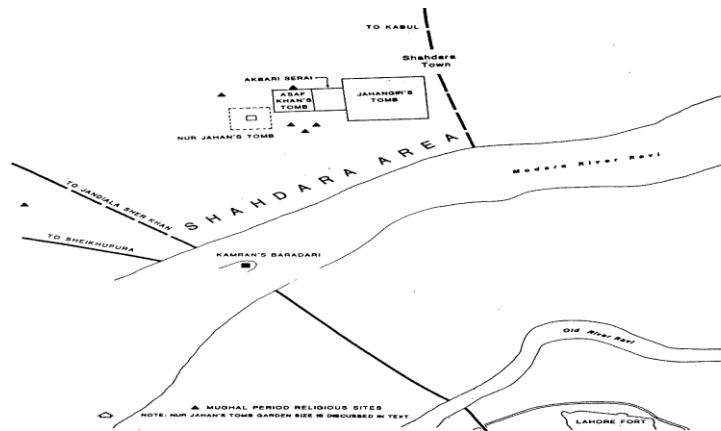 TO KABUL
Shahdara
Town
AKBARI SERAI
ASAF
KHAN'S
TOMB
JAHANGIR'S
TOMB
NUR JAHAN'S TOMB
SHAHDARA AREA
Modern River Ravi
TO JANDIALA SHER KHAN
TO SHEIKHUPURA
KAMRAN'S BARADARI
Old River Ravi
MUGHAL PERIOD RELIGIOUS SITES
NOTE: NUR JAHAN'S TOMB GARDEN SIZE IS DISCUSSED IN TEXT.
LAHORE FORT